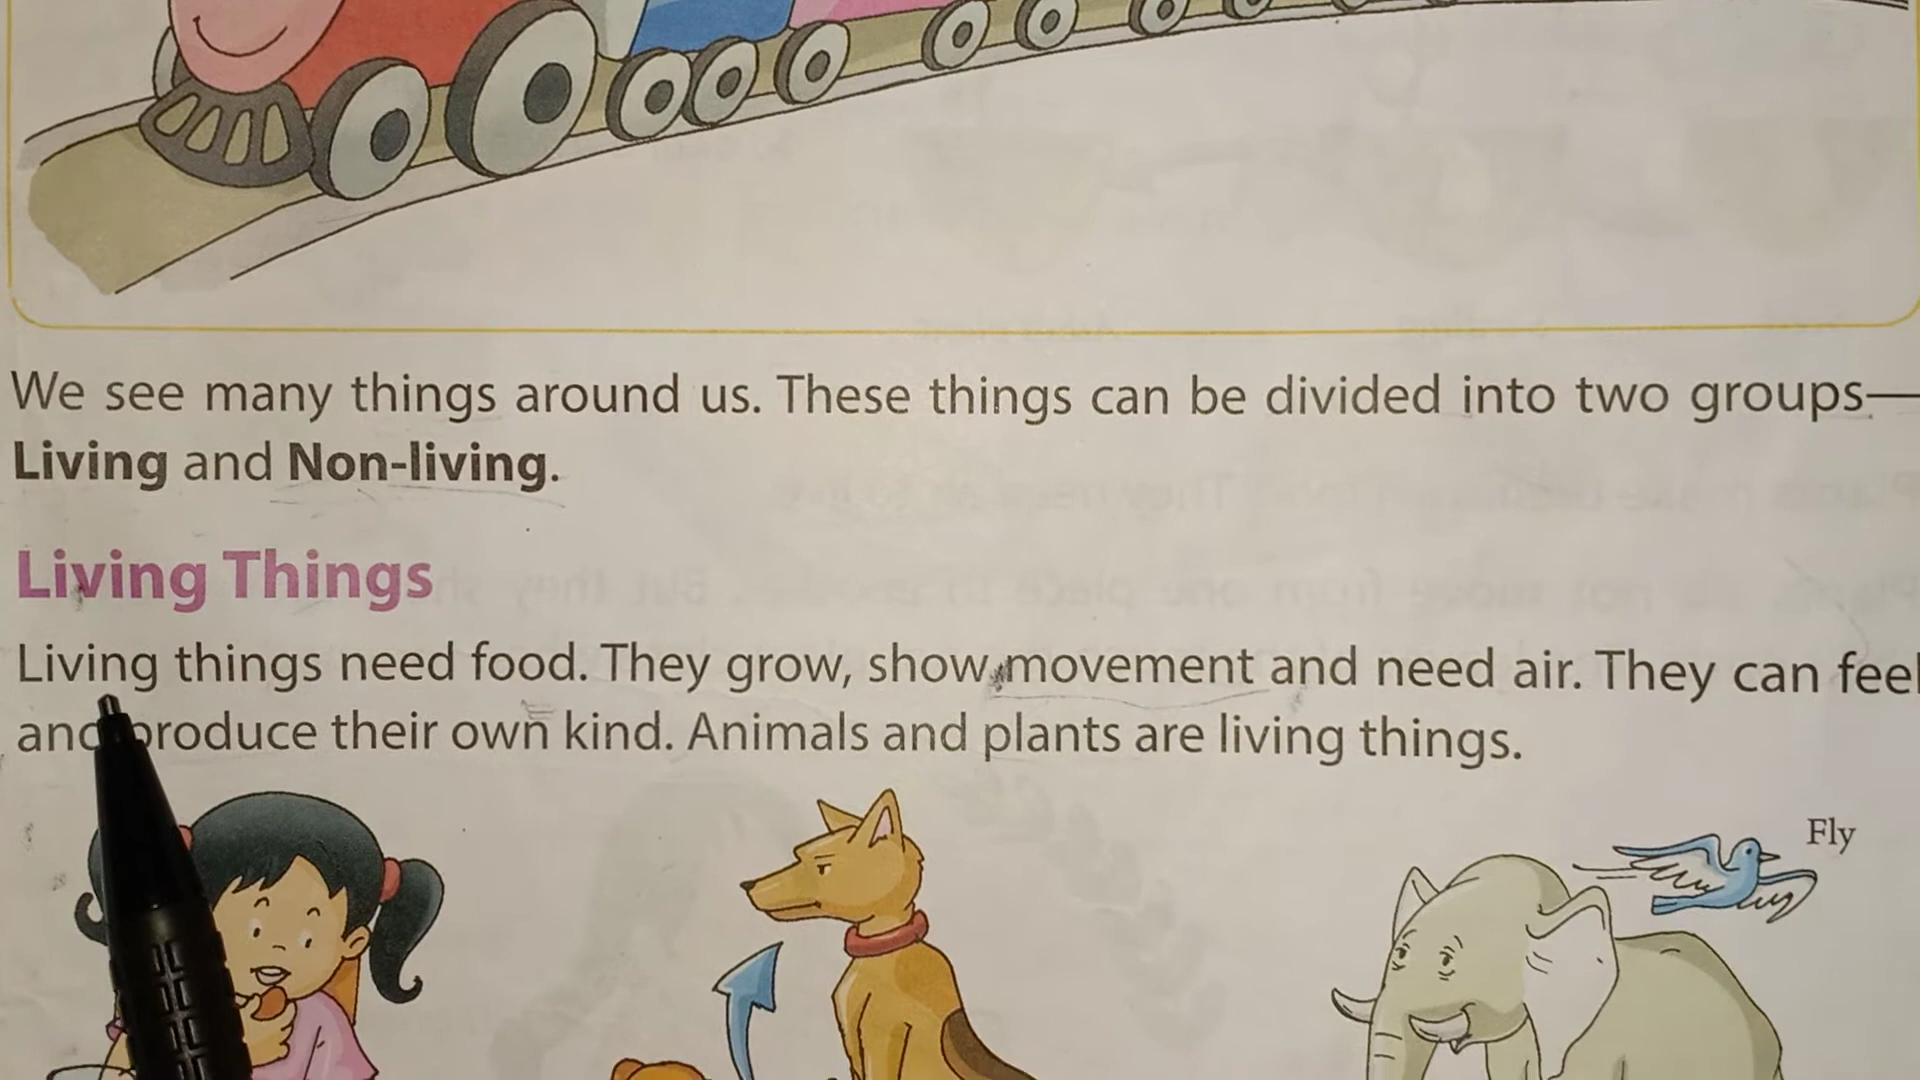 We see many things around us. These things can be divided into two groups—
Living and Non-living.
Living Things
Living things need food. They grow, show movement and need air. They can feel
and produce their own kind. Animals and plants are living things.
Fly